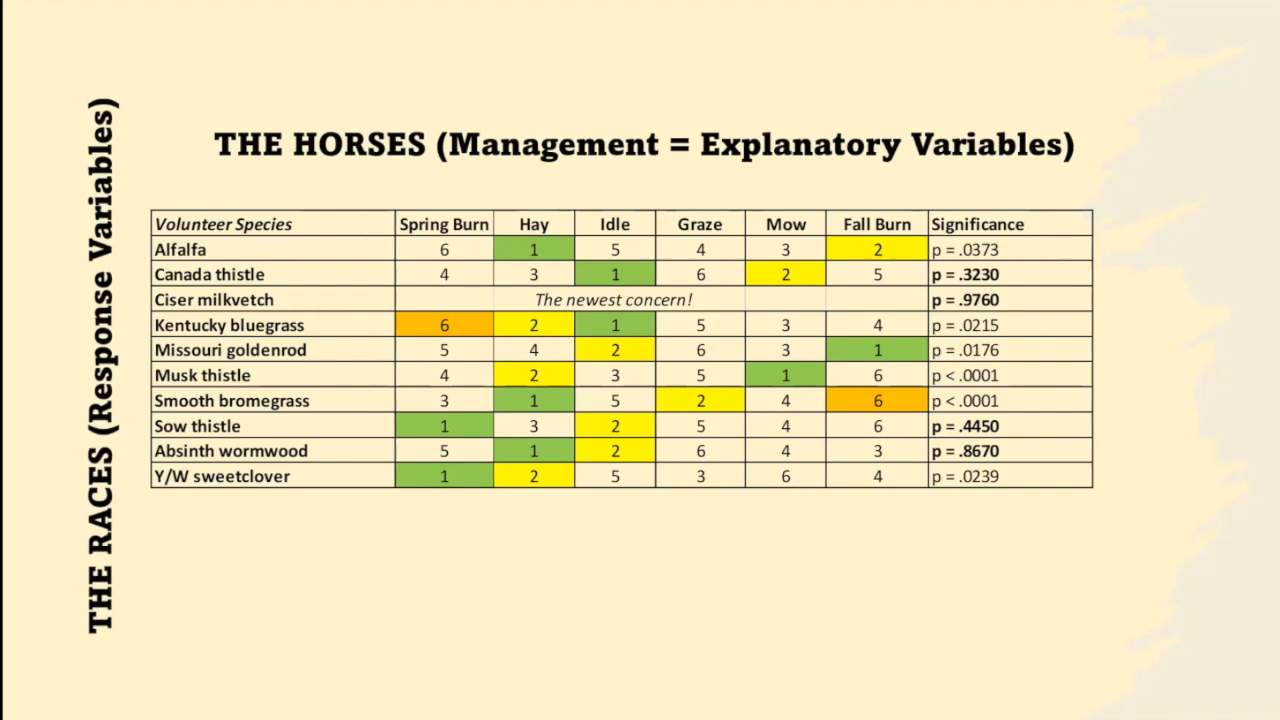 THE RACES (Response Variables)
THE HORSES (Management = Explanatory Variables)
Volunteer Species Spring Burn Hay Idle Graze Mow Fall Burn Significance
Alfalfa 6 1 5 4 3 2 p = .0373
Canada thistle 4 3 1 6 2 5 p = .3230
Ciser milkvetch The newest concern! p = .9760
Kentucky bluegrass 6 2 1 5 3 4 p = .0215
Missouri goldenrod 5 4 2 6 3 1 p = .0176
Musk thistle 4 2 3 5 1 6 p < .0001
Smooth bromegrass 3 1 5 2 4 6 p < .0001
Sow thistle 1 3 2 5 4 6 p = .4450
Absinth wormwood 5 1 2 6 4 3 p = .8670
Y/W sweetclover 1 2 5 3 6 4 p = .0239